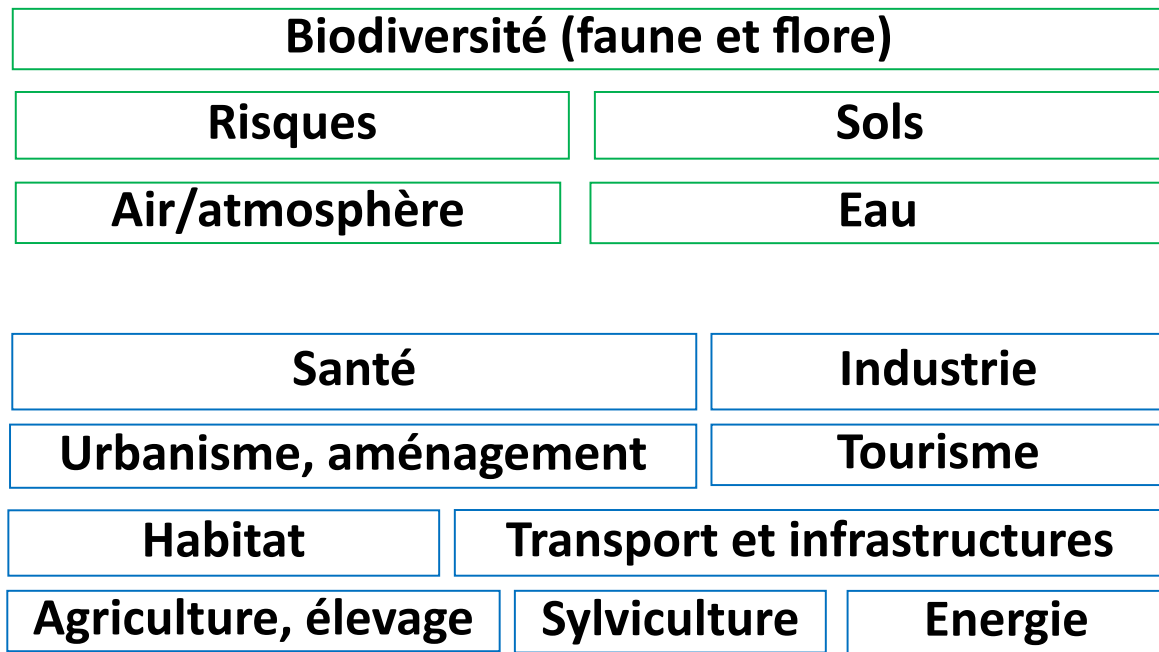 Biodiversité (faune et flore)
Risques
Sols
Air/atmosphère
Eau
Santé
Industrie
Urbanisme, aménagement
Tourisme
Habitat
Transport et infrastructures
Agriculture, élevage
Sylviculture
Energie